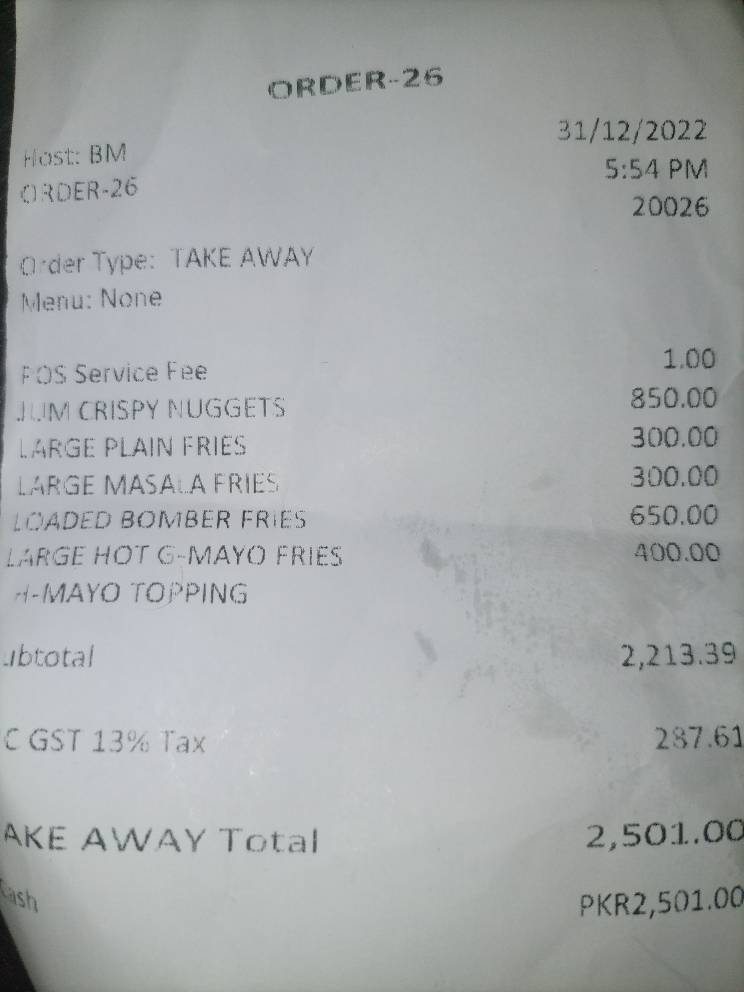 ORDER-26
31/12/2022
Host: BM
5:54 PM
ORDER-26
20026
Order Type: TAKE AWAY
Menu: None
POS Service Fee 1.00
JUM CRISPY NUGGETS 850.00
LARGE PLAIN FRIES 300.00
LARGE MASALA FRIES 300.00
LOADED BOMBER FRIES 650.00
LARGE HOT G-MAYO FRIES 400.00
H-MAYO TOPPING
ubtotal 2,213.39
C GST 13% Tax 287.61
AKE AWAY Total 2,501.00
Cash PKR2,501.00